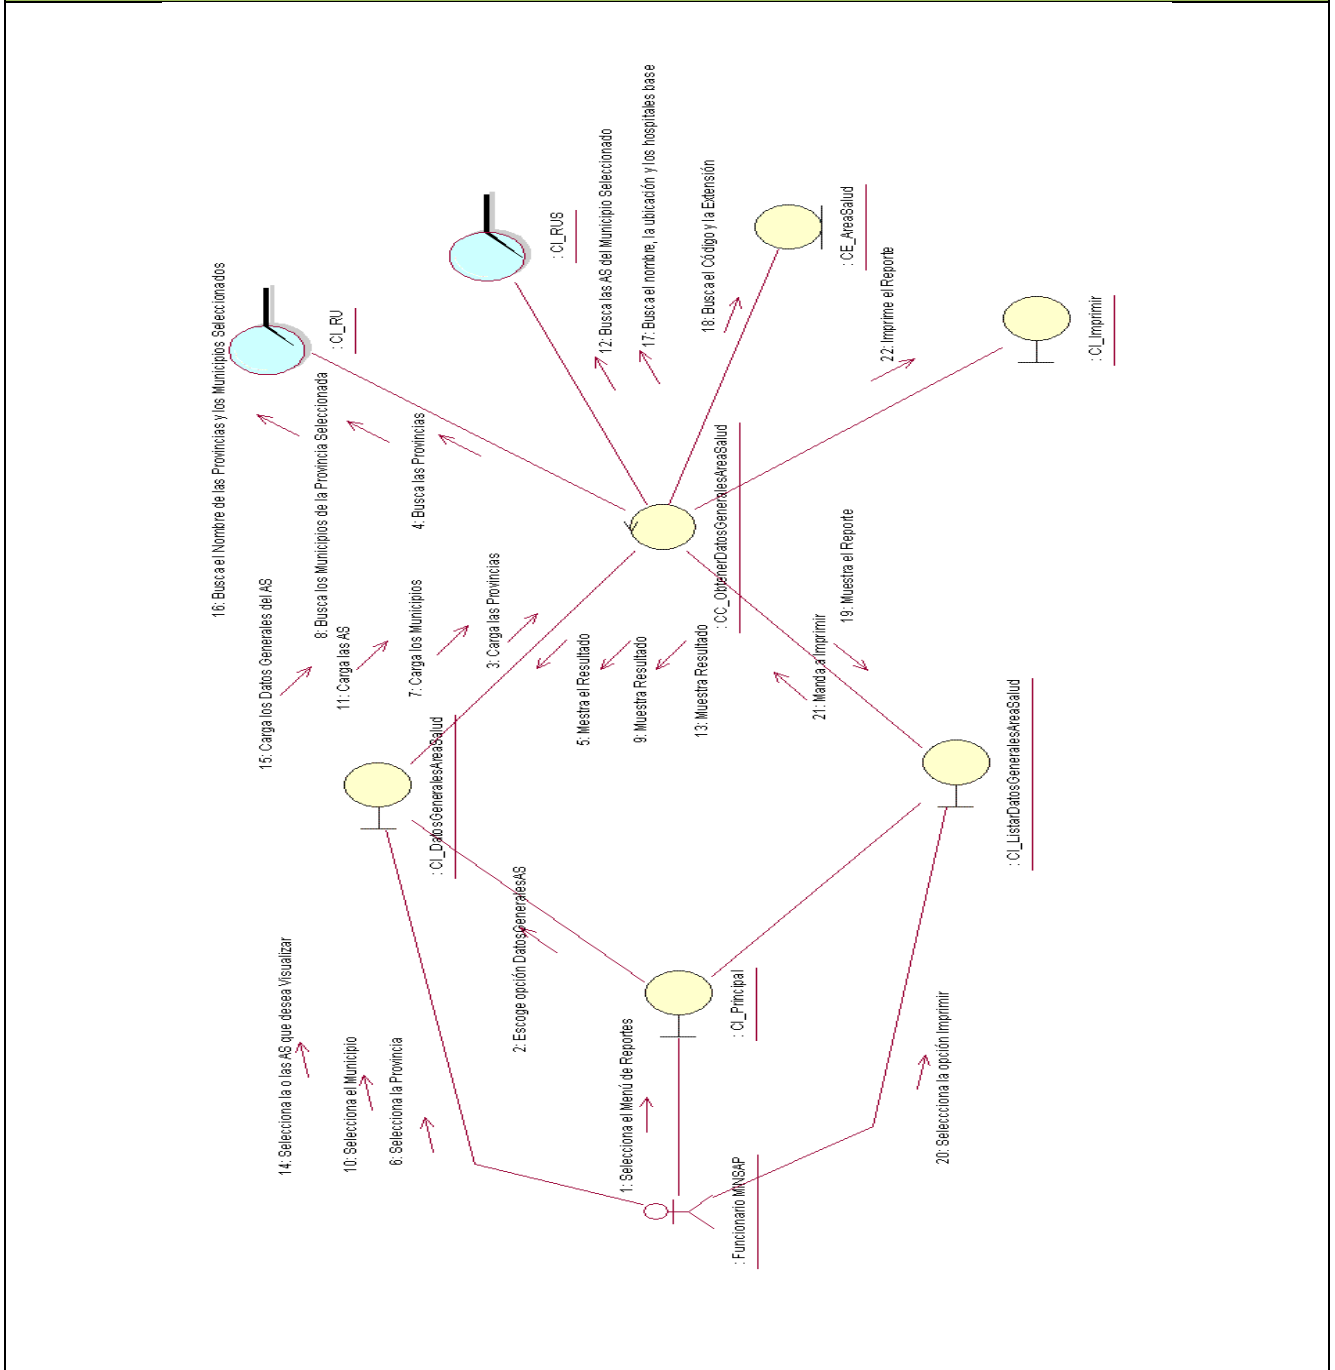 1: Selecciona el Menú de Reportes
2: Escoge opción DatosGeneralesAS
3: Carga las Provincias
4: Busca las Provincias
5: Mestra el Resultado
6: Selecciona la Provincia
7: Carga los Municipios
8: Busca los Municipios de la Provincia Seleccionada
9: Muestra Resultado
10: Selecciona el Municipio
11: Carga las AS
12: Busca las AS del Municipio Seleccionado
13: Muestra Resultado
14: Selecciona la o las AS que desea Visualizar
15: Carga los Datos Generales del AS
16: Busca el Nombre de las Provincias y los Municipios Seleccionados
17: Busca el nombre, la ubicación y los hospitales base
18: Busca el Código y la Extensión
19: Muestra el Reporte
20: Seleccciona la opción Imprimir
21: Manda a Imprimir
22: Imprime el Reporte
: Funcionario MINSAP
: CI_Principal
: CI_DatosGeneralesAreaSalud
: CI_ListarDatosGeneralesAreaSalud
: CC_ObtenerDatosGeneralesAreaSalud
: CI_RU
: CI_RUS
: CE_AreaSalud
: CI_Imprimir